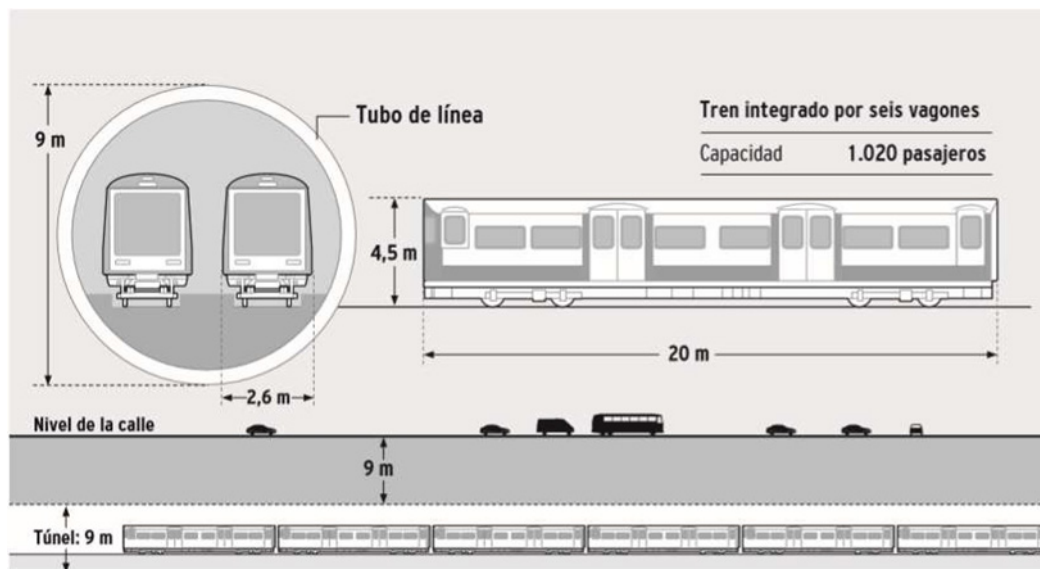 9 m
Tubo de línea
2,6 m
Tren integrado por seis vagones
Capacidad 1.020 pasajeros
4,5 m
20 m
Nivel de la calle
9 m
Túnel: 9 m